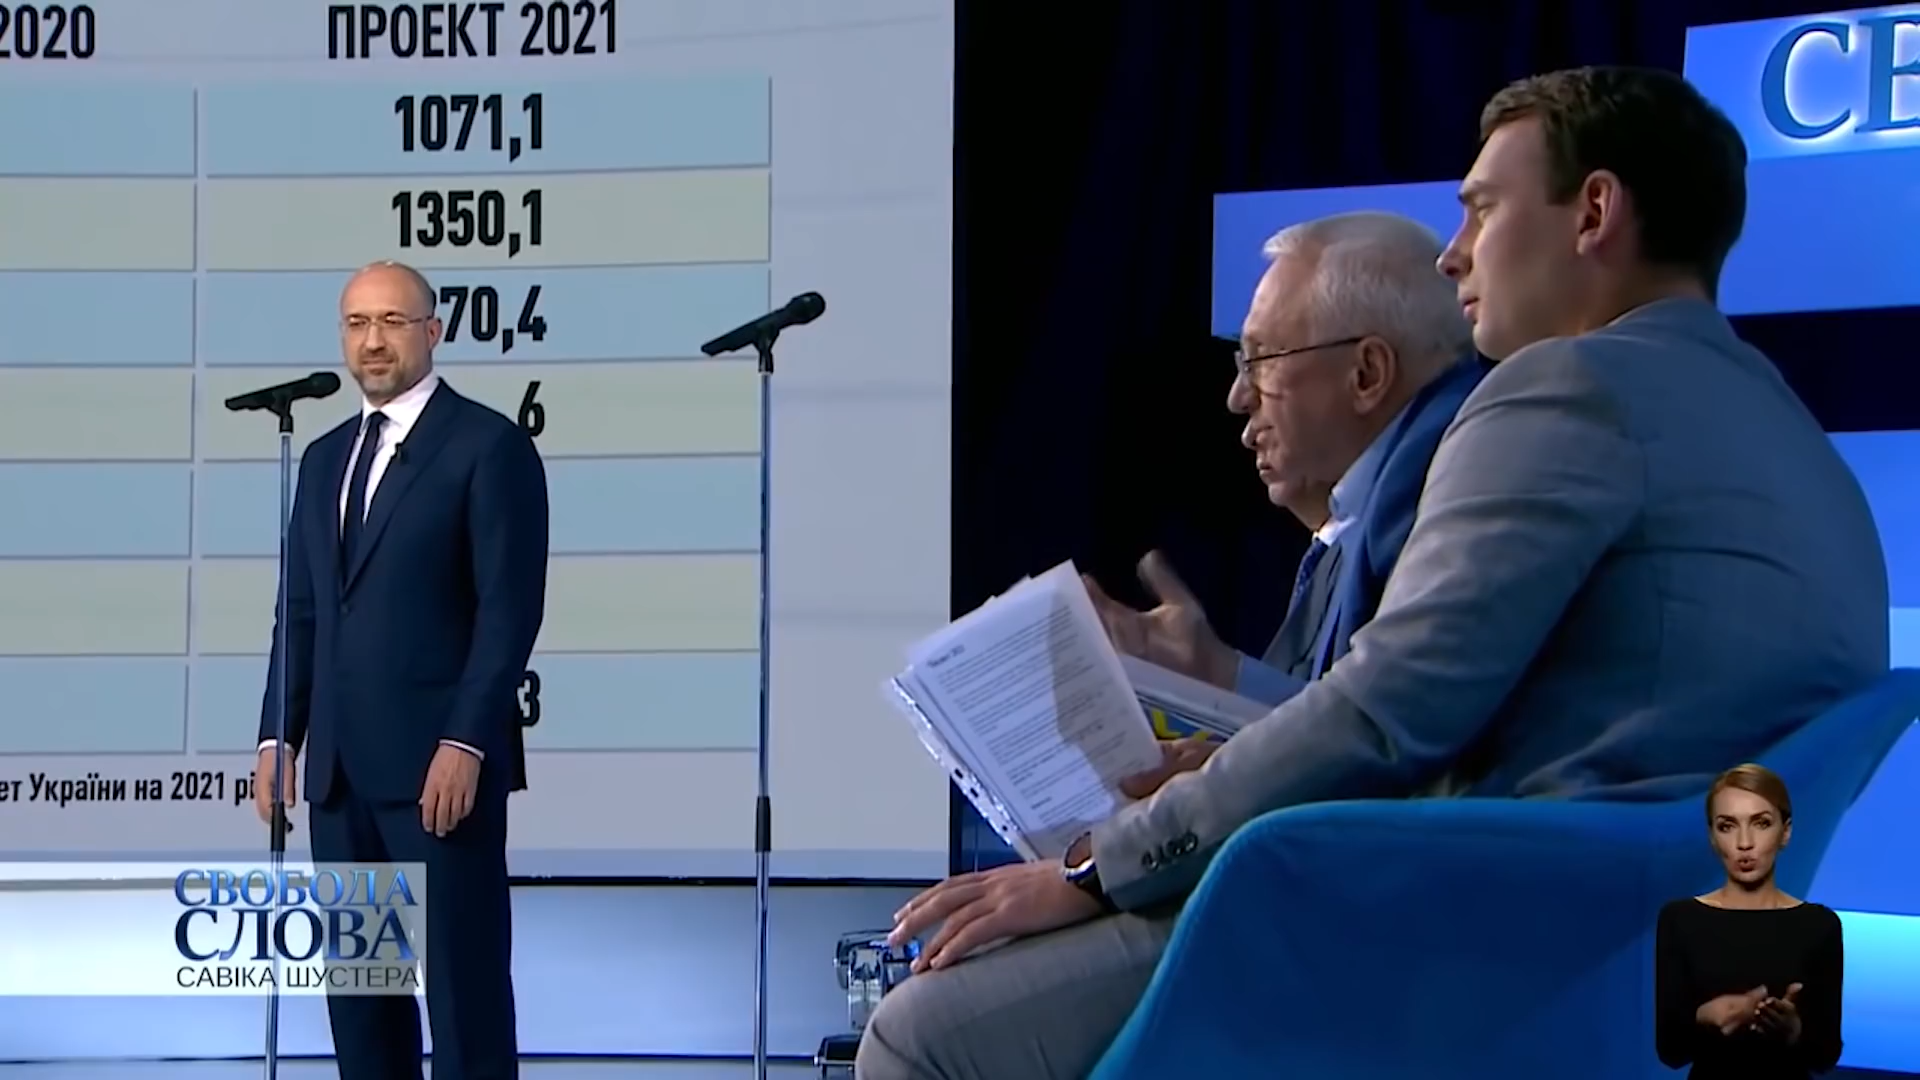 2020
ПРОЕКТ 2021
1071,1
1350,1
70,4
6
3
ет України на 2021 рі
СВ
СВОБОДА
СЛОВА
САВІКА ШУСТЕРА